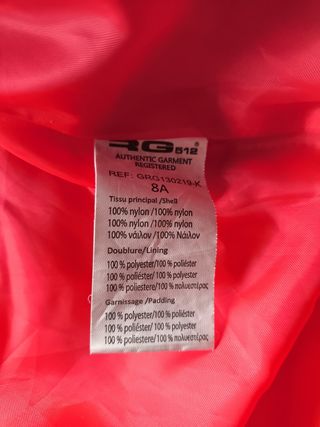 RG512®
AUTHENTIC GARMENT
REGISTERED
REF: GRG130219-K
8A
Tissu principal /Shell
100% nylon /100% nylon
100% nylon /100% nylon
100% νάιλον/ 100% Νάιλον
Doublure/Lining
100 % polyester/100 % poliéster
100 % poliéster/100 % polyester
100 % poliestere/100 % πολυεστέρας
Garnissage /Padding
100 % polyester/ 100 % poliéster
100 % poliéster/ 100 % polyester
100 % poliestere/100 % πολυεστέρας